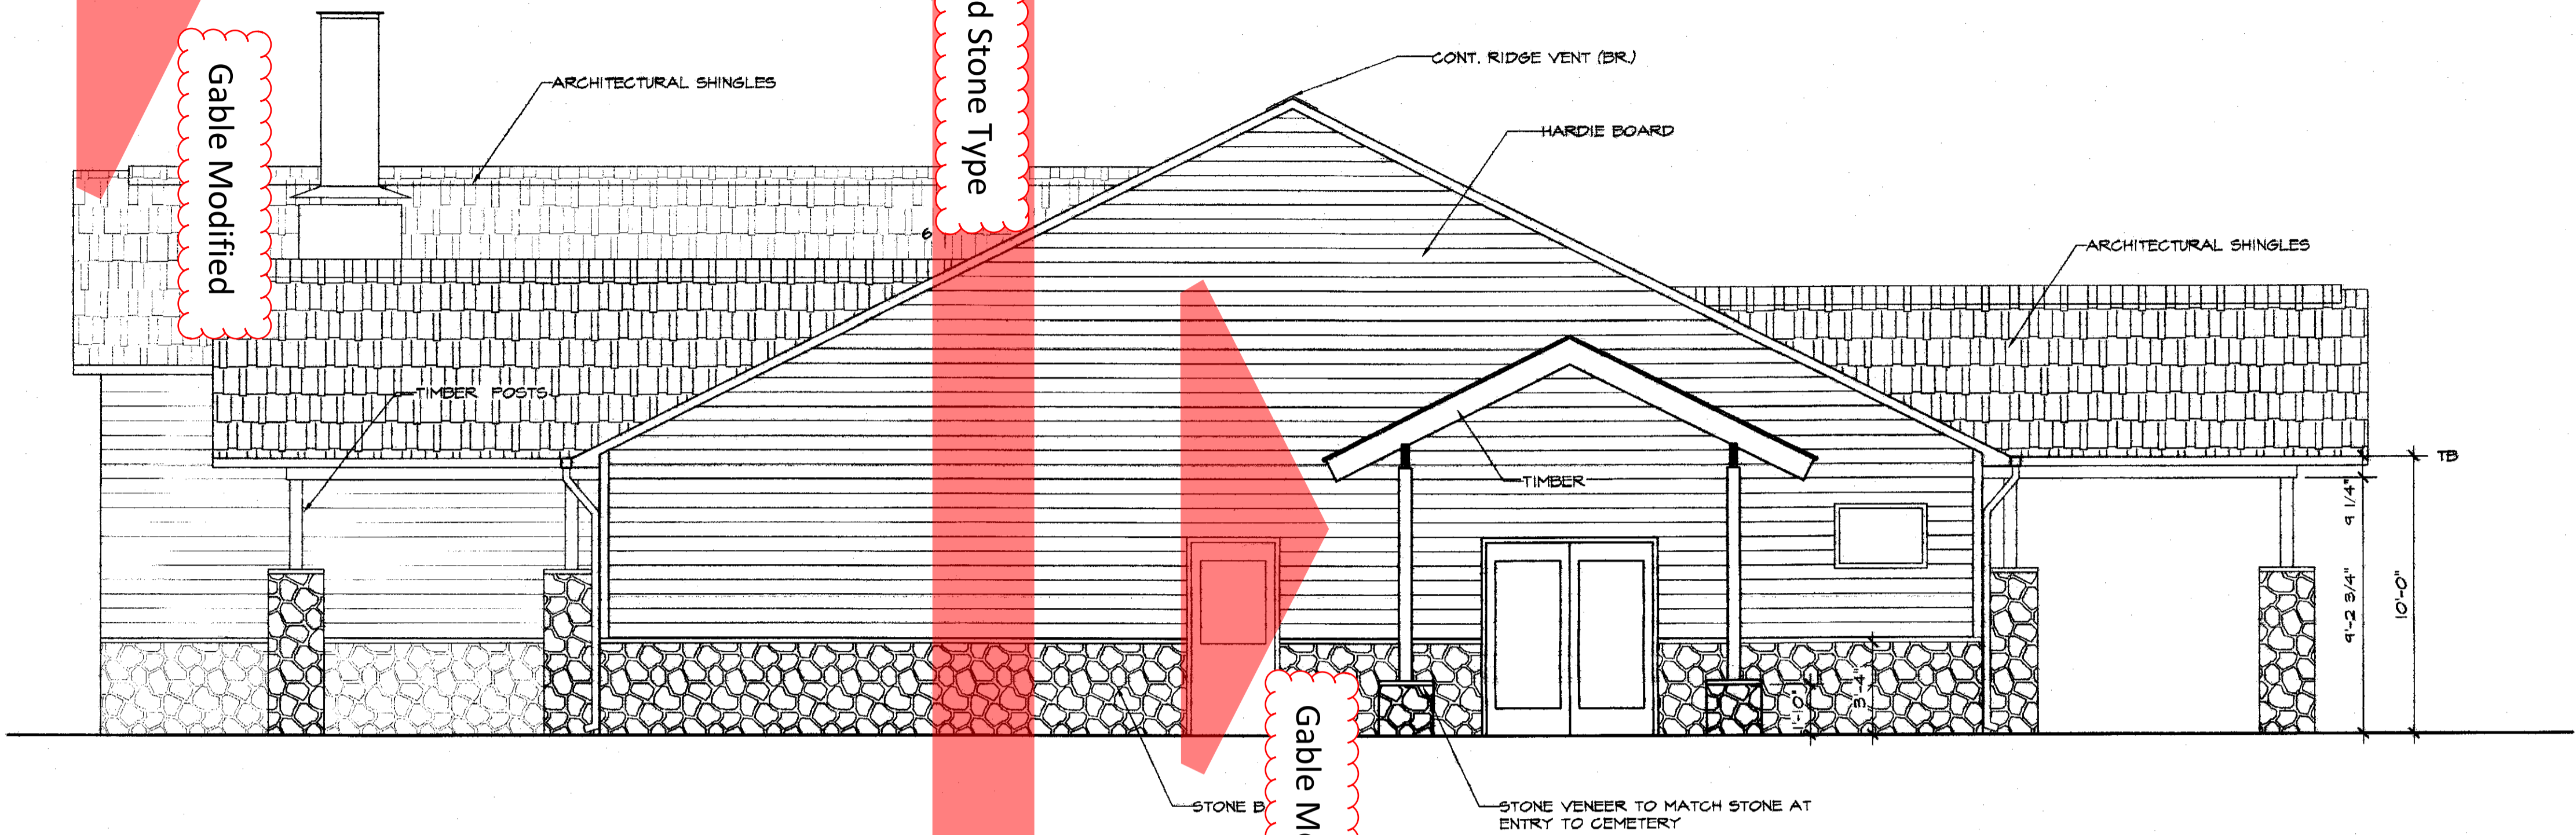 CONT. RIDGE VENT (BR.)
ARCHITECTURAL SHINGLES
HARDIE BOARD
Gable Modified
d Stone Type
6
ARCHITECTURAL SHINGLES
TIMBER POSTS
TIMBER
TB
9 1/4"
9'-2 3/4"
10'-0"
1'-10"
3'-4"
STONE B
Gable Mo
STONE VENEER TO MATCH STONE AT
ENTRY TO CEMETERY